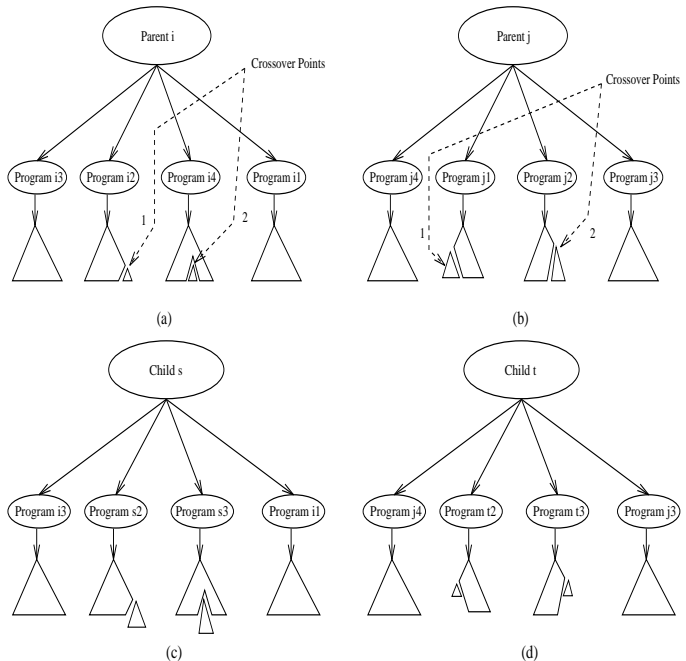 Parent i
Crossover Points
Program i3
Program i2
Program i4
Program i1
1
2
(a)
Parent j
Crossover Points
Program j4
Program j1
Program j2
Program j3
1
2
(b)
Child s
Program i3
Program s2
Program s3
Program i1
(c)
Child t
Program j4
Program t2
Program t3
Program j3
(d)